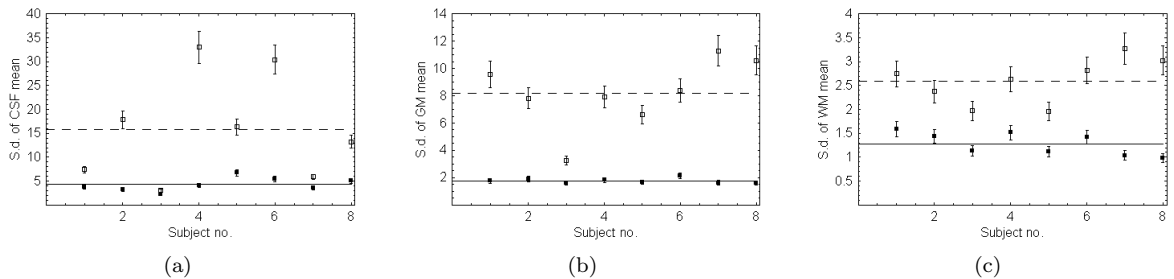 S.d. of CSF mean
40
35
30
25
20
15
10
5
2 4 6 8
Subject no.
(a)
S.d. of GM mean
14
12
10
8
6
4
2
2 4 6 8
Subject no.
(b)
S.d. of WM mean
4
3.5
3
2.5
2
1.5
1
0.5
2 4 6 8
Subject no.
(c)